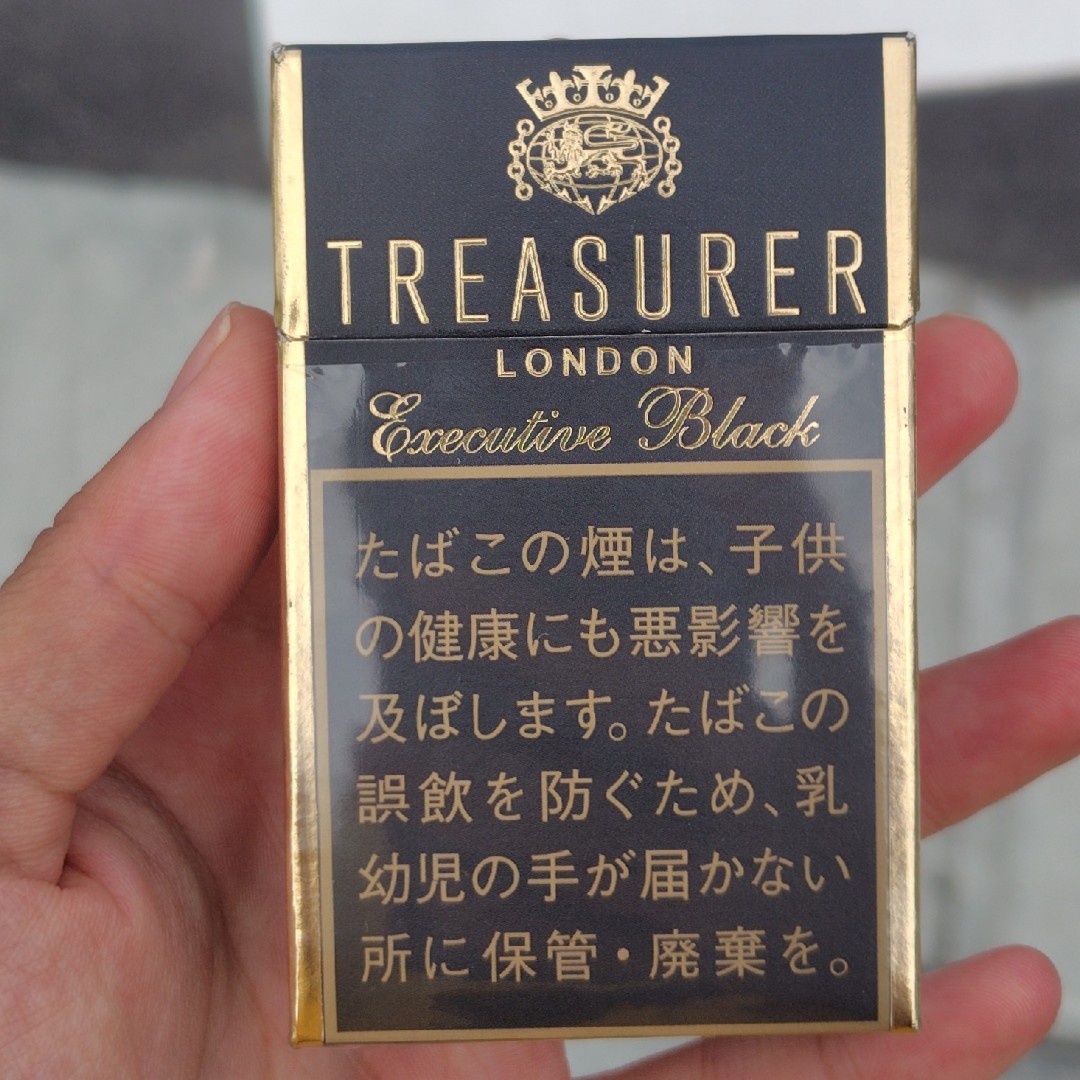 TREASURER
LONDON
Executive Black
たばこの煙は、子供
の健康にも悪影響を
及ぼします。たばこの
誤飲を防ぐため、乳
幼児の手が届かない
所に保管・廃棄を。